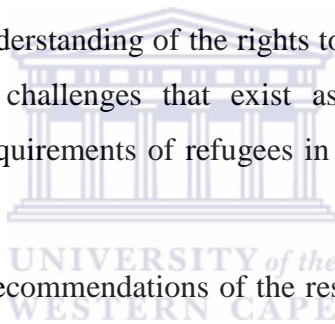 derstanding of the rights to
challenges that exist as
quirements of refugees in
UNIVERSITY of the
ecommendations of the res
WESTERN CAPE